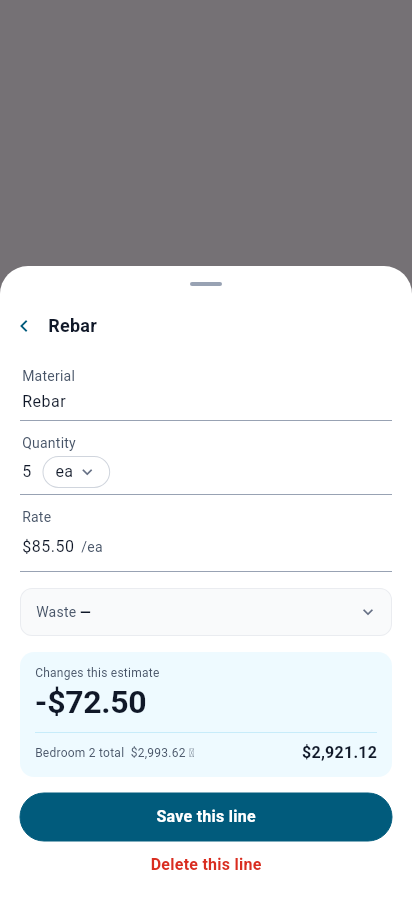 Rebar
Material
Rebar
Quantity
5 ea
Rate
$85.50 /ea
Waste —
Changes this estimate
-$72.50
Bedroom 2 total $2,993.62 $2,921.12
Save this line
Delete this line